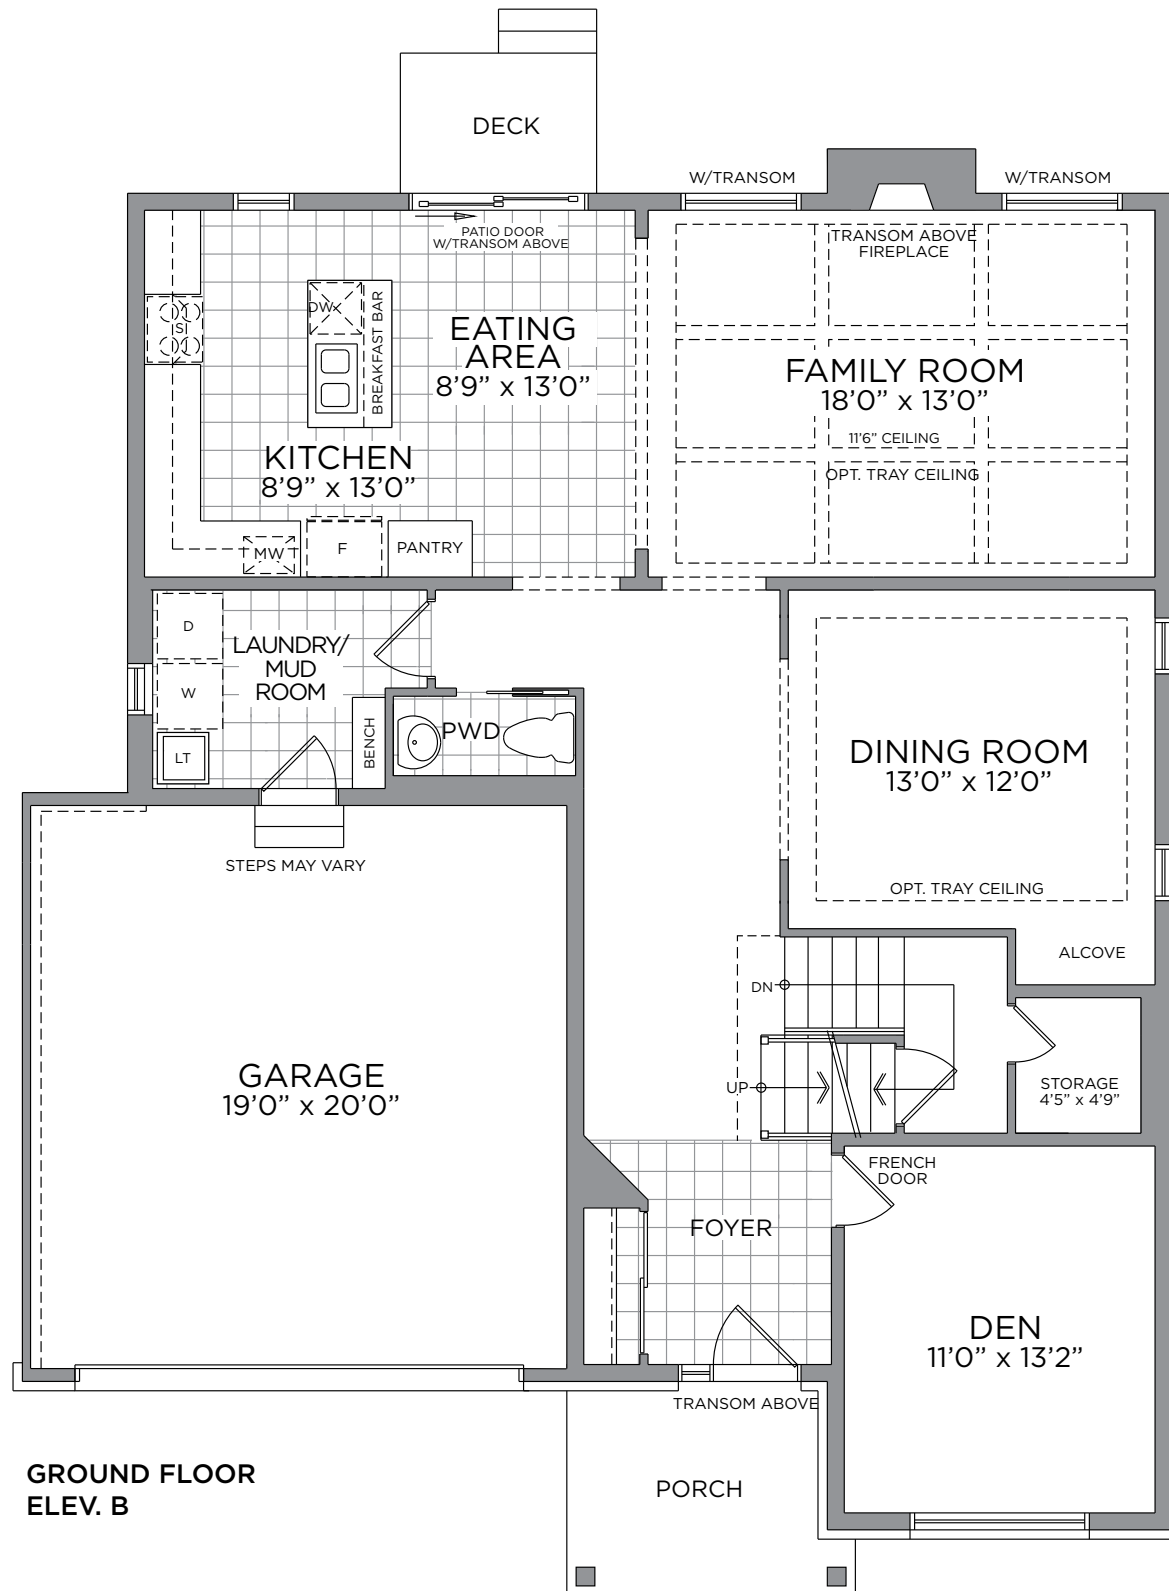 DECK
W/TRANSOM
W/TRANSOM
PATIO DOOR
W/TRANSOM ABOVE
TRANSOM ABOVE
FIREPLACE
DW
BREAKFAST BAR
S
EATING
AREA
8’9” x 13’0”
FAMILY ROOM
18’0” x 13’0”
11’6” CEILING
OPT. TRAY CEILING
KITCHEN
8’9” x 13’0”
MW
F
PANTRY
D
W
LT
LAUNDRY/
MUD
ROOM
BENCH
PWD
DINING ROOM
13’0” x 12’0”
OPT. TRAY CEILING
ALCOVE
STEPS MAY VARY
DN
UP
STORAGE
4’5” x 4’9”
GARAGE
19’0” x 20’0”
FRENCH
DOOR
FOYER
DEN
11’0” x 13’2”
TRANSOM ABOVE
PORCH
GROUND FLOOR
ELEV. B